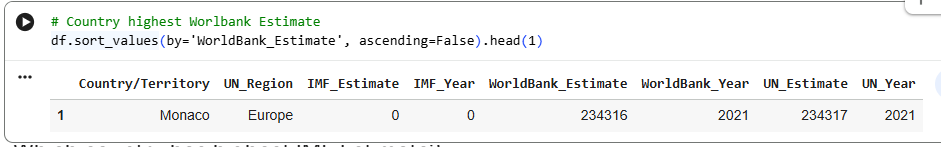 # Country highest Worlbank Estimate
df.sort_values(by='WorldBank_Estimate', ascending=False).head(1)
Country/Territory UN_Region IMF_Estimate IMF_Year WorldBank_Estimate WorldBank_Year UN_Estimate UN_Year
1 Monaco Europe 0 0 234316 2021 234317 2021